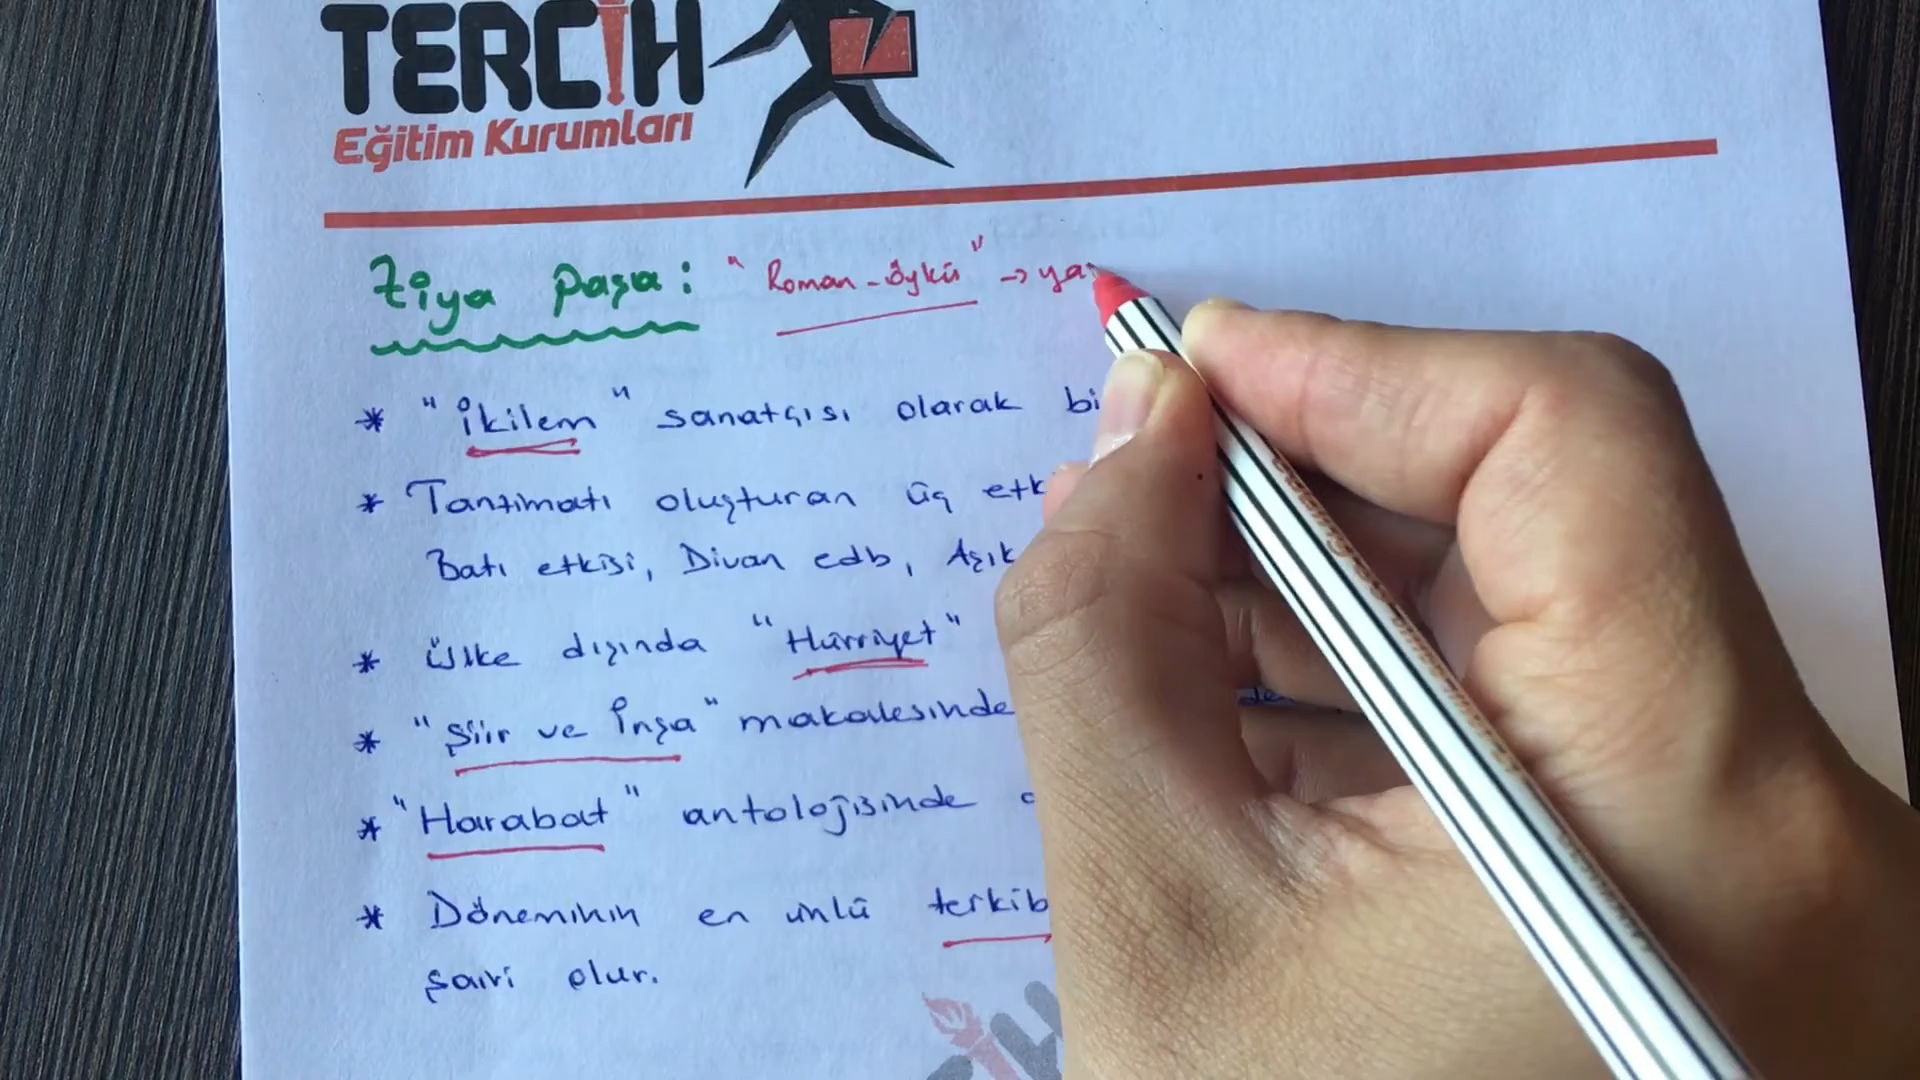 TERCİH
Eğitim Kurumları
Ziya Paşa: "Roman-öykü" → ya
* "İkilem" sanatçısı olarak bi
* Tanzimatı oluşturan üç etk
Batı etkisi, Divan edb, Aşık
* Ülke dışında "Hürriyet"
* "Şiir ve İnşa" makalesinde
* "Harabat" antolojisinde
* Döneminin en ünlü terkib
şairi olur.